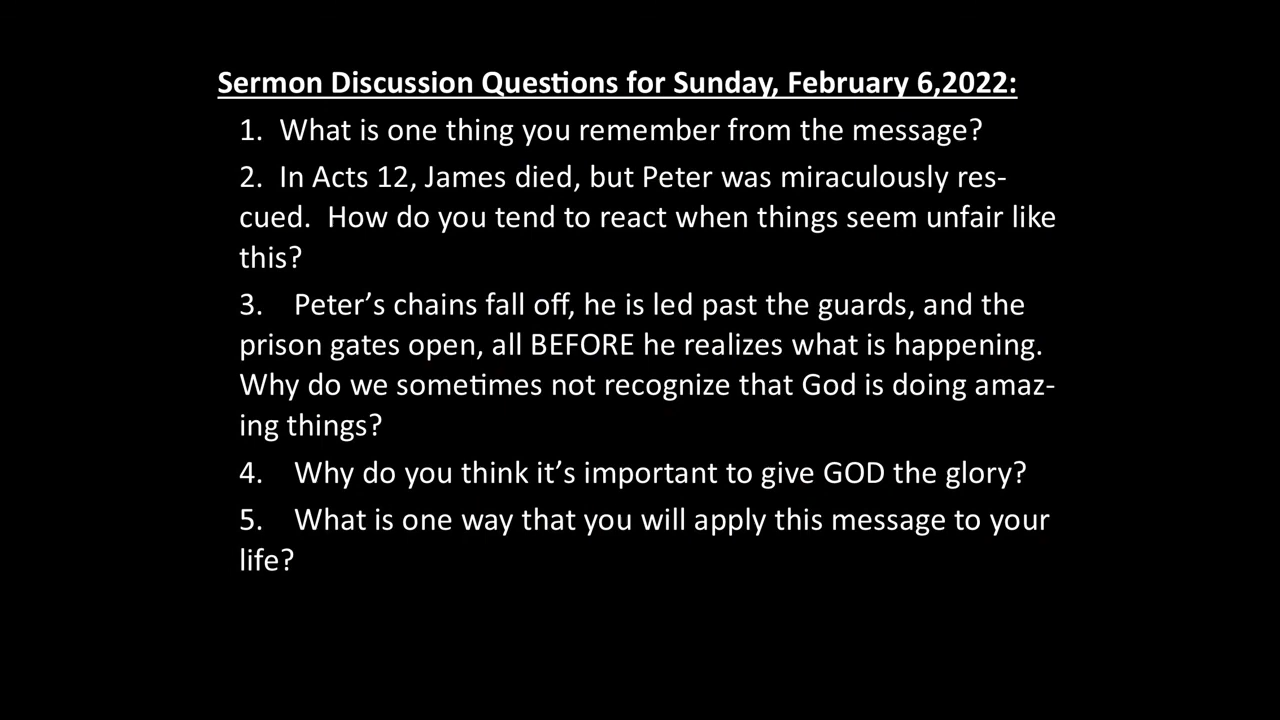 Sermon Discussion Questions for Sunday, February 6,2022:
1. What is one thing you remember from the message?
2. In Acts 12, James died, but Peter was miraculously res-
cued. How do you tend to react when things seem unfair like
this?
3. Peter’s chains fall off, he is led past the guards, and the
prison gates open, all BEFORE he realizes what is happening.
Why do we sometimes not recognize that God is doing amaz-
ing things?
4. Why do you think it’s important to give GOD the glory?
5. What is one way that you will apply this message to your
life?